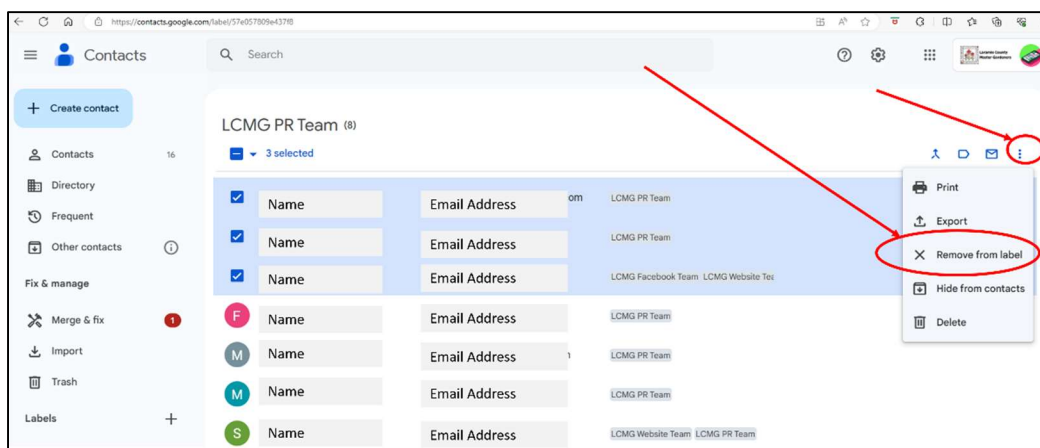 https://contacts.google.com/label/57e057809e437f8
Contacts
Search
Larimer County
Master Gardeners
Create contact
LCMG PR Team (8)
Contacts 16
3 selected
Directory
Print
Name Email Address om LCMG PR Team
Frequent
Export
Other contacts
Name Email Address LCMG PR Team
Remove from label
Fix & manage
Name Email Address LCMG Facebook Team LCMG Website Tea
Hide from contacts
Merge & fix 1
F Name Email Address LCMG PR Team
Delete
Import
M Name Email Address LCMG PR Team
Trash
M Name Email Address LCMG PR Team
Labels
S Name Email Address LCMG Website Team LCMG PR Team